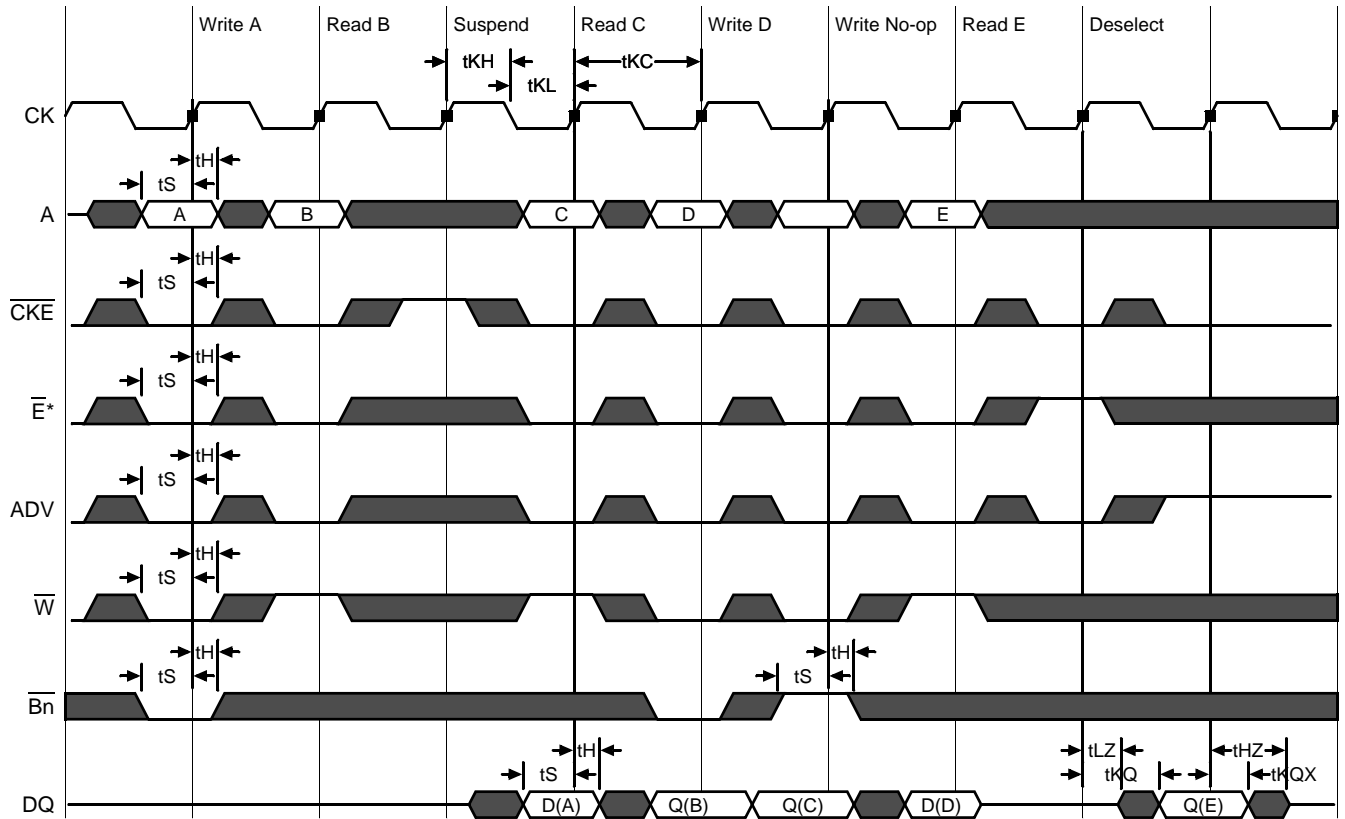 Write A Read B Suspend Read C Write D Write No-op Read E Deselect
tKH tKC
tKL
CK
tH
tS
A A B C D E
tH
tS
CKE
tH
tS
E*
tH
tS
ADV
tH
tS
W
tH tH
tS tS
Bn
tH tLZ tHZ
tS tKQ tKQX
DQ D(A) Q(B) Q(C) D(D) Q(E)